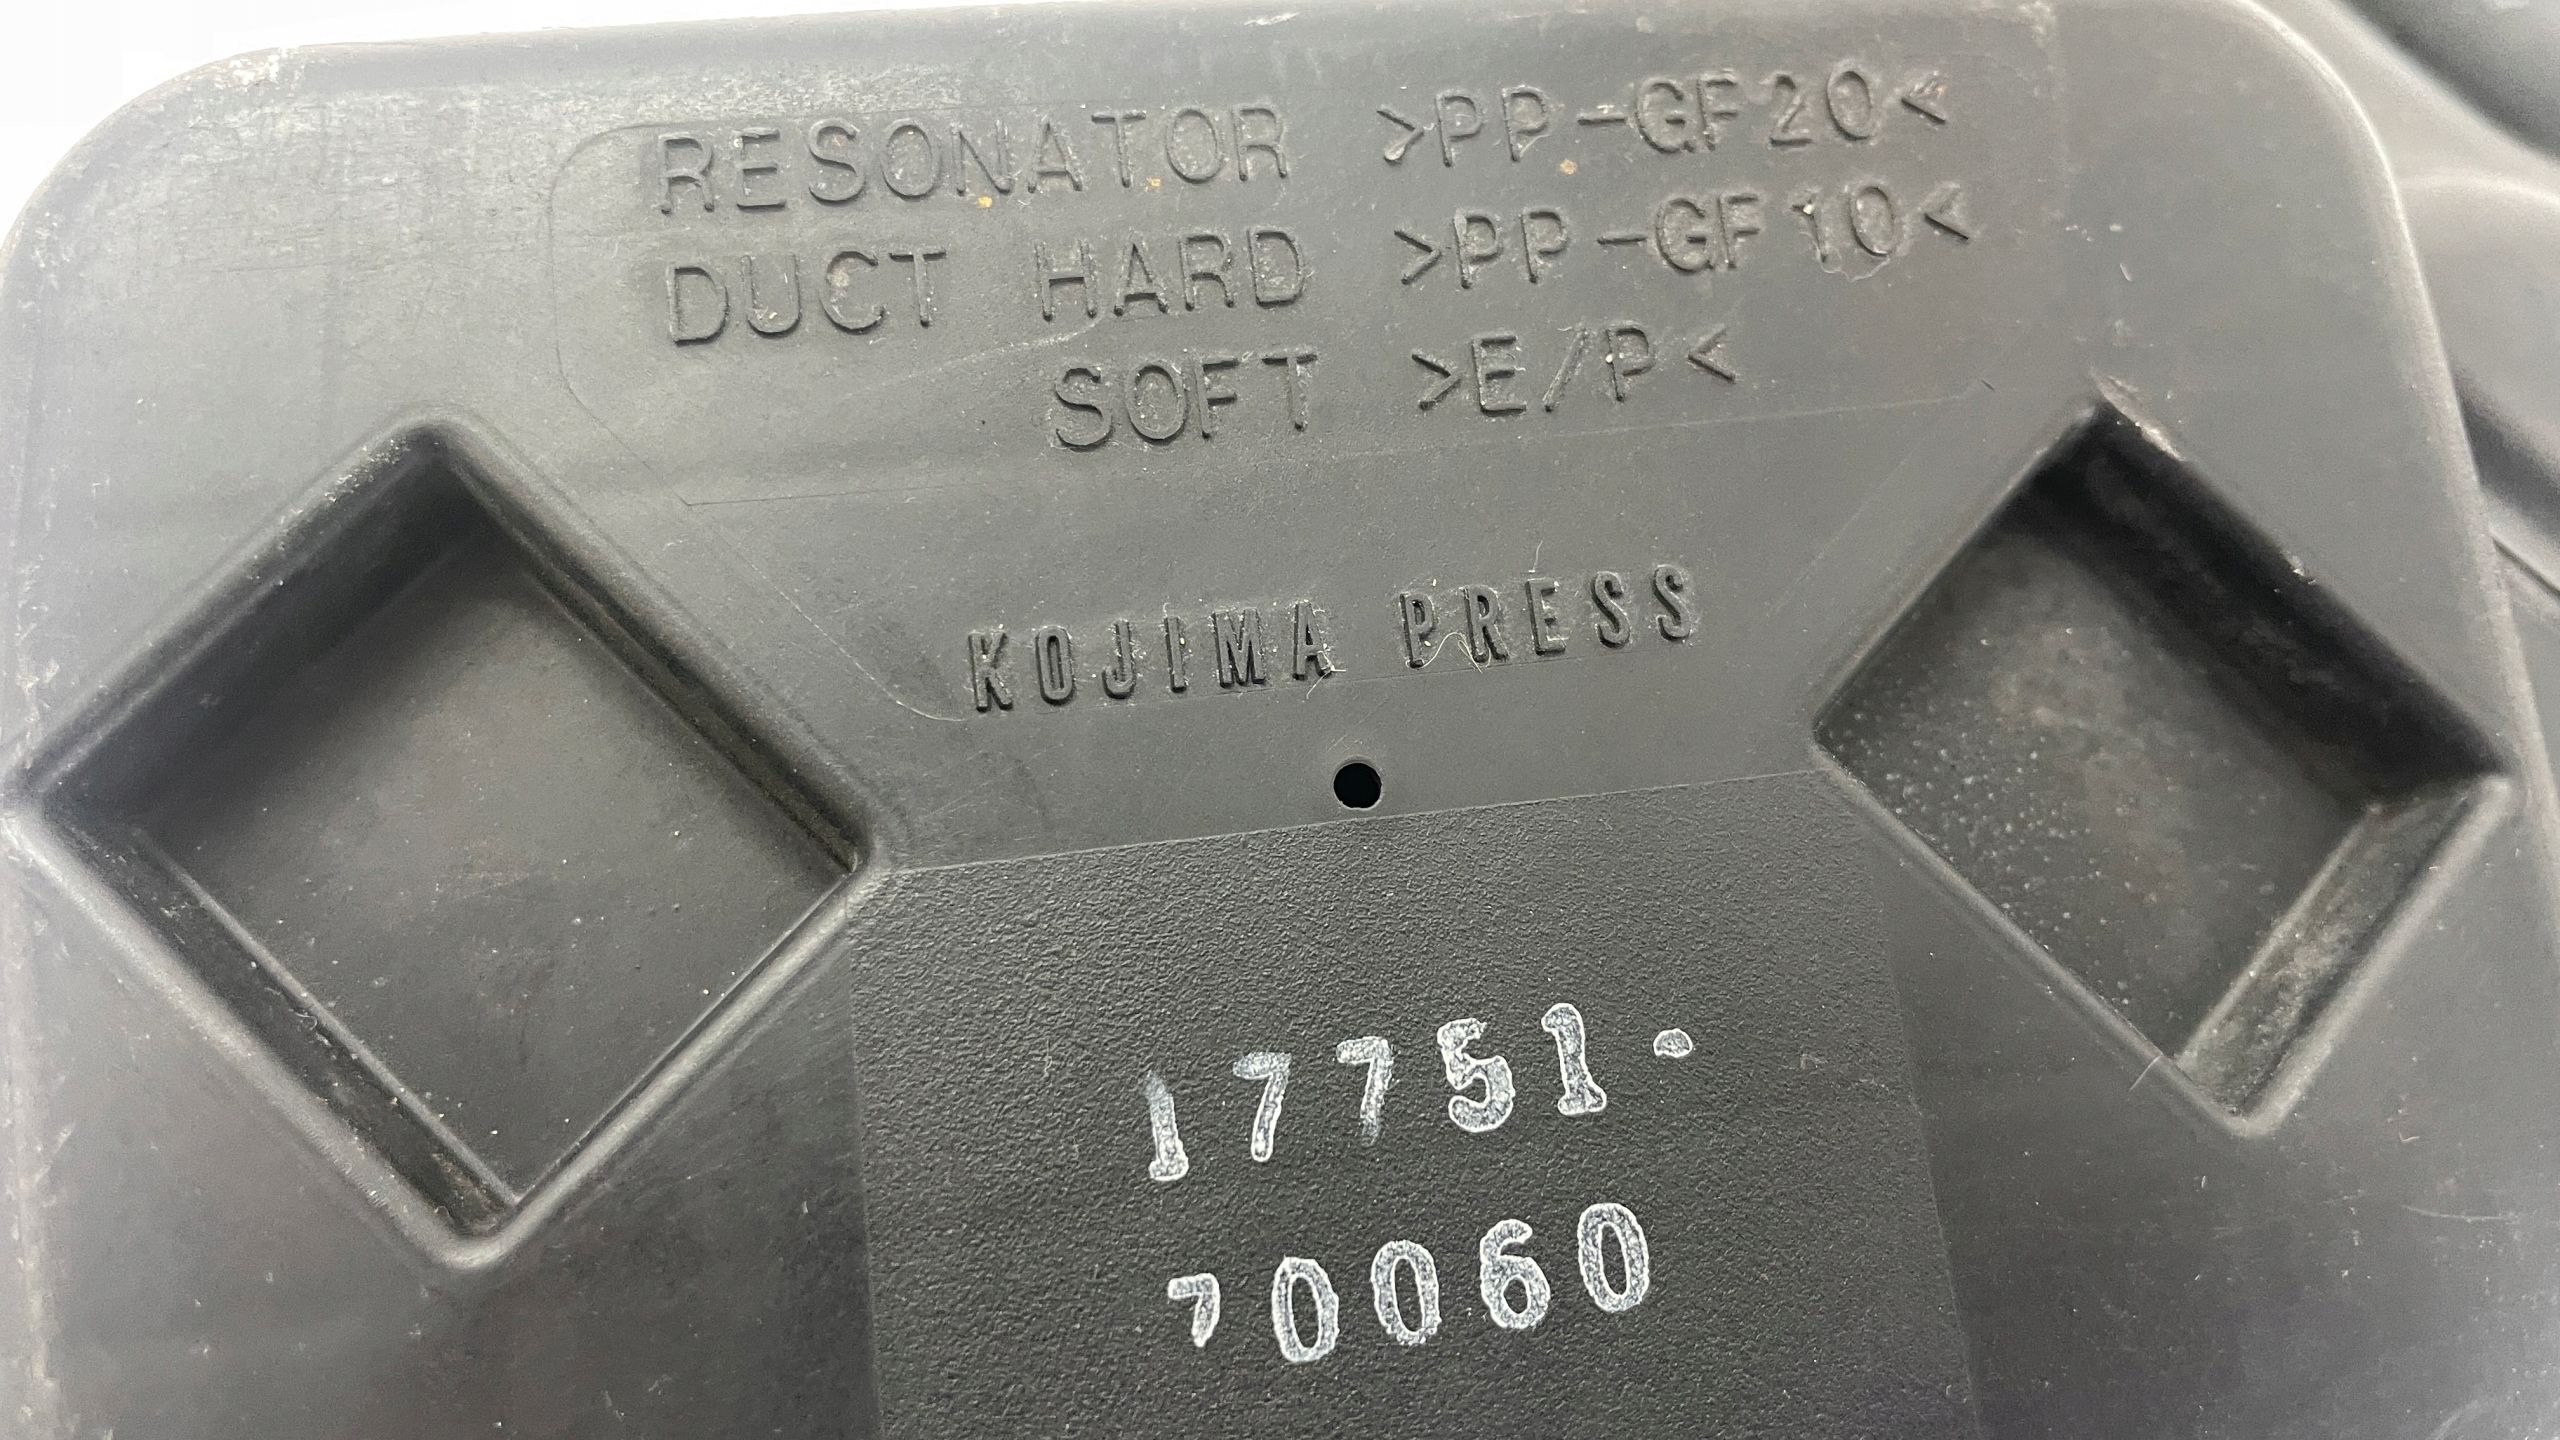 RESONATOR >PP-GF20<
DUCT HARD >PP-GF10<
SOFT >E/P<
KOJIMA PRESS
17751-
70060